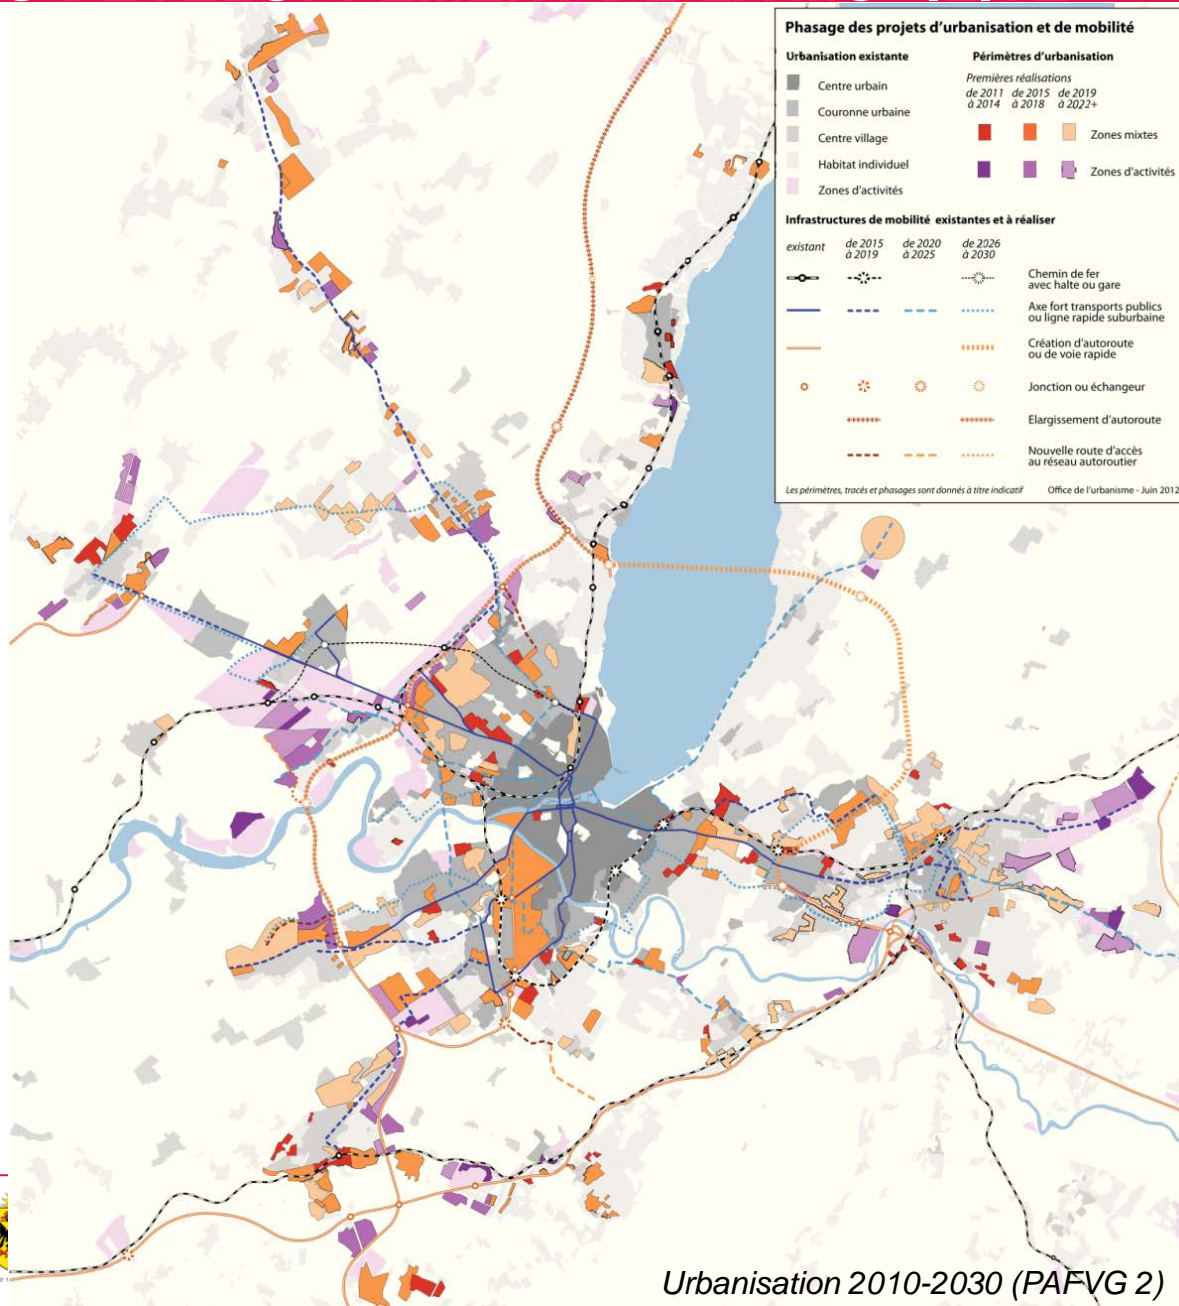 Phasage des projets d'urbanisation et de mobilité
Urbanisation existante
Centre urbain
Couronne urbaine
Centre village
Habitat individuel
Zones d'activités
Périmètres d'urbanisation
Premières réalisations
de 2011 à 2014
de 2015 à 2018
de 2019 à 2022+
Zones mixtes
Zones d'activités
Infrastructures de mobilité existantes et à réaliser
existant
de 2015 à 2019
de 2020 à 2025
de 2026 à 2030
Chemin de fer
avec halte ou gare
Axe fort transports publics
ou ligne rapide suburbaine
Création d'autoroute
ou de voie rapide
Jonction ou échangeur
Elargissement d'autoroute
Nouvelle route d'accès
au réseau autoroutier
Les périmètres, tracés et phasages sont donnés à titre indicatif
Office de l'urbanisme - Juin 2012
Urbanisation 2010-2030 (PAFVG 2)